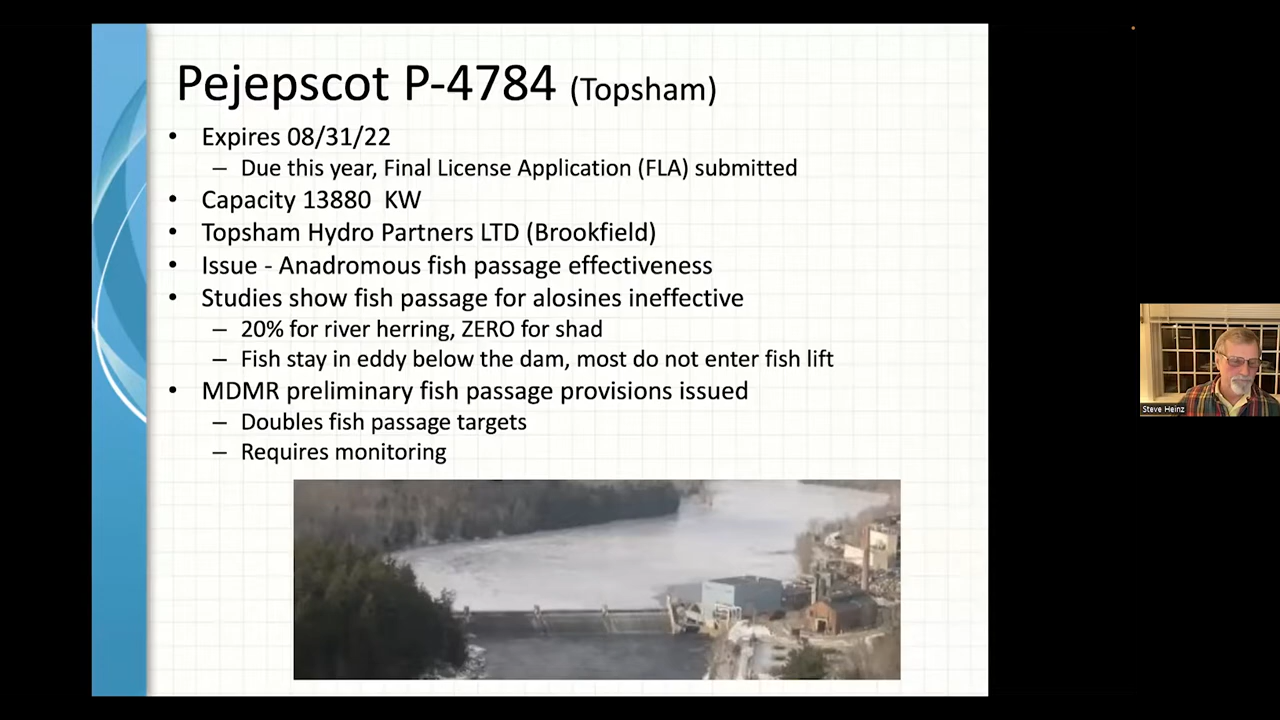 Pejepscot P-4784 (Topsham)
• Expires 08/31/22
– Due this year, Final License Application (FLA) submitted
• Capacity 13880 KW
• Topsham Hydro Partners LTD (Brookfield)
• Issue - Anadromous fish passage effectiveness
• Studies show fish passage for alosines ineffective
– 20% for river herring, ZERO for shad
– Fish stay in eddy below the dam, most do not enter fish lift
• MDMR preliminary fish passage provisions issued
– Doubles fish passage targets
– Requires monitoring
Steve Heinz